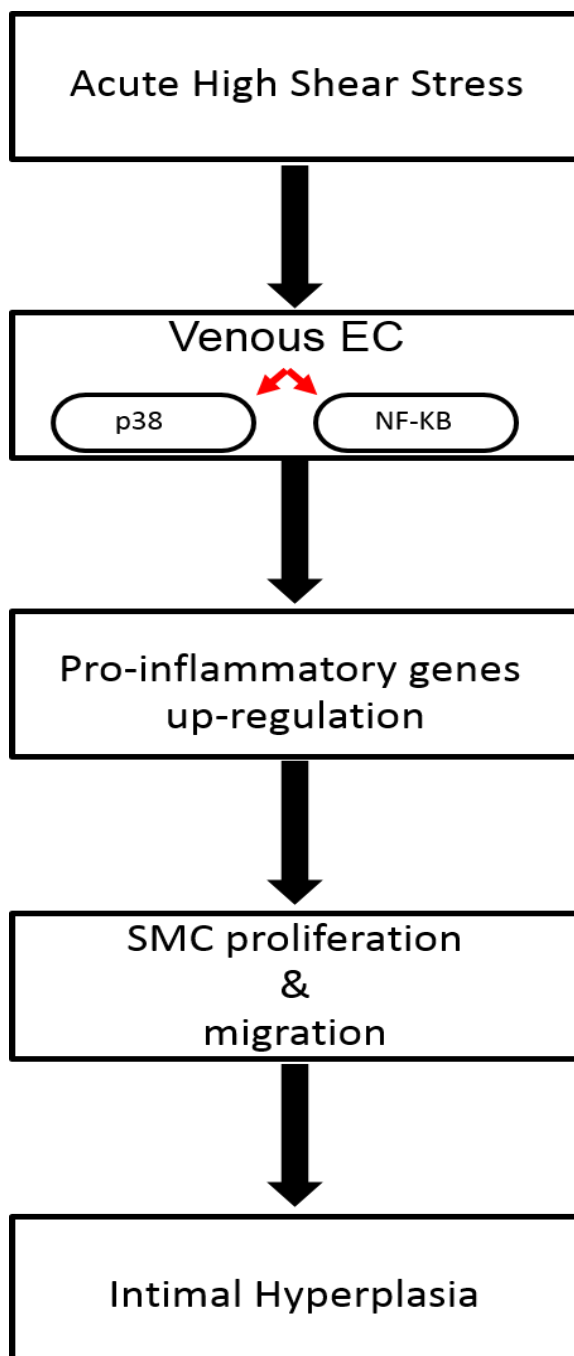 Acute High Shear Stress
Venous EC
p38
NF-KB
Pro-inflammatory genes
up-regulation
SMC proliferation
&
migration
Intimal Hyperplasia